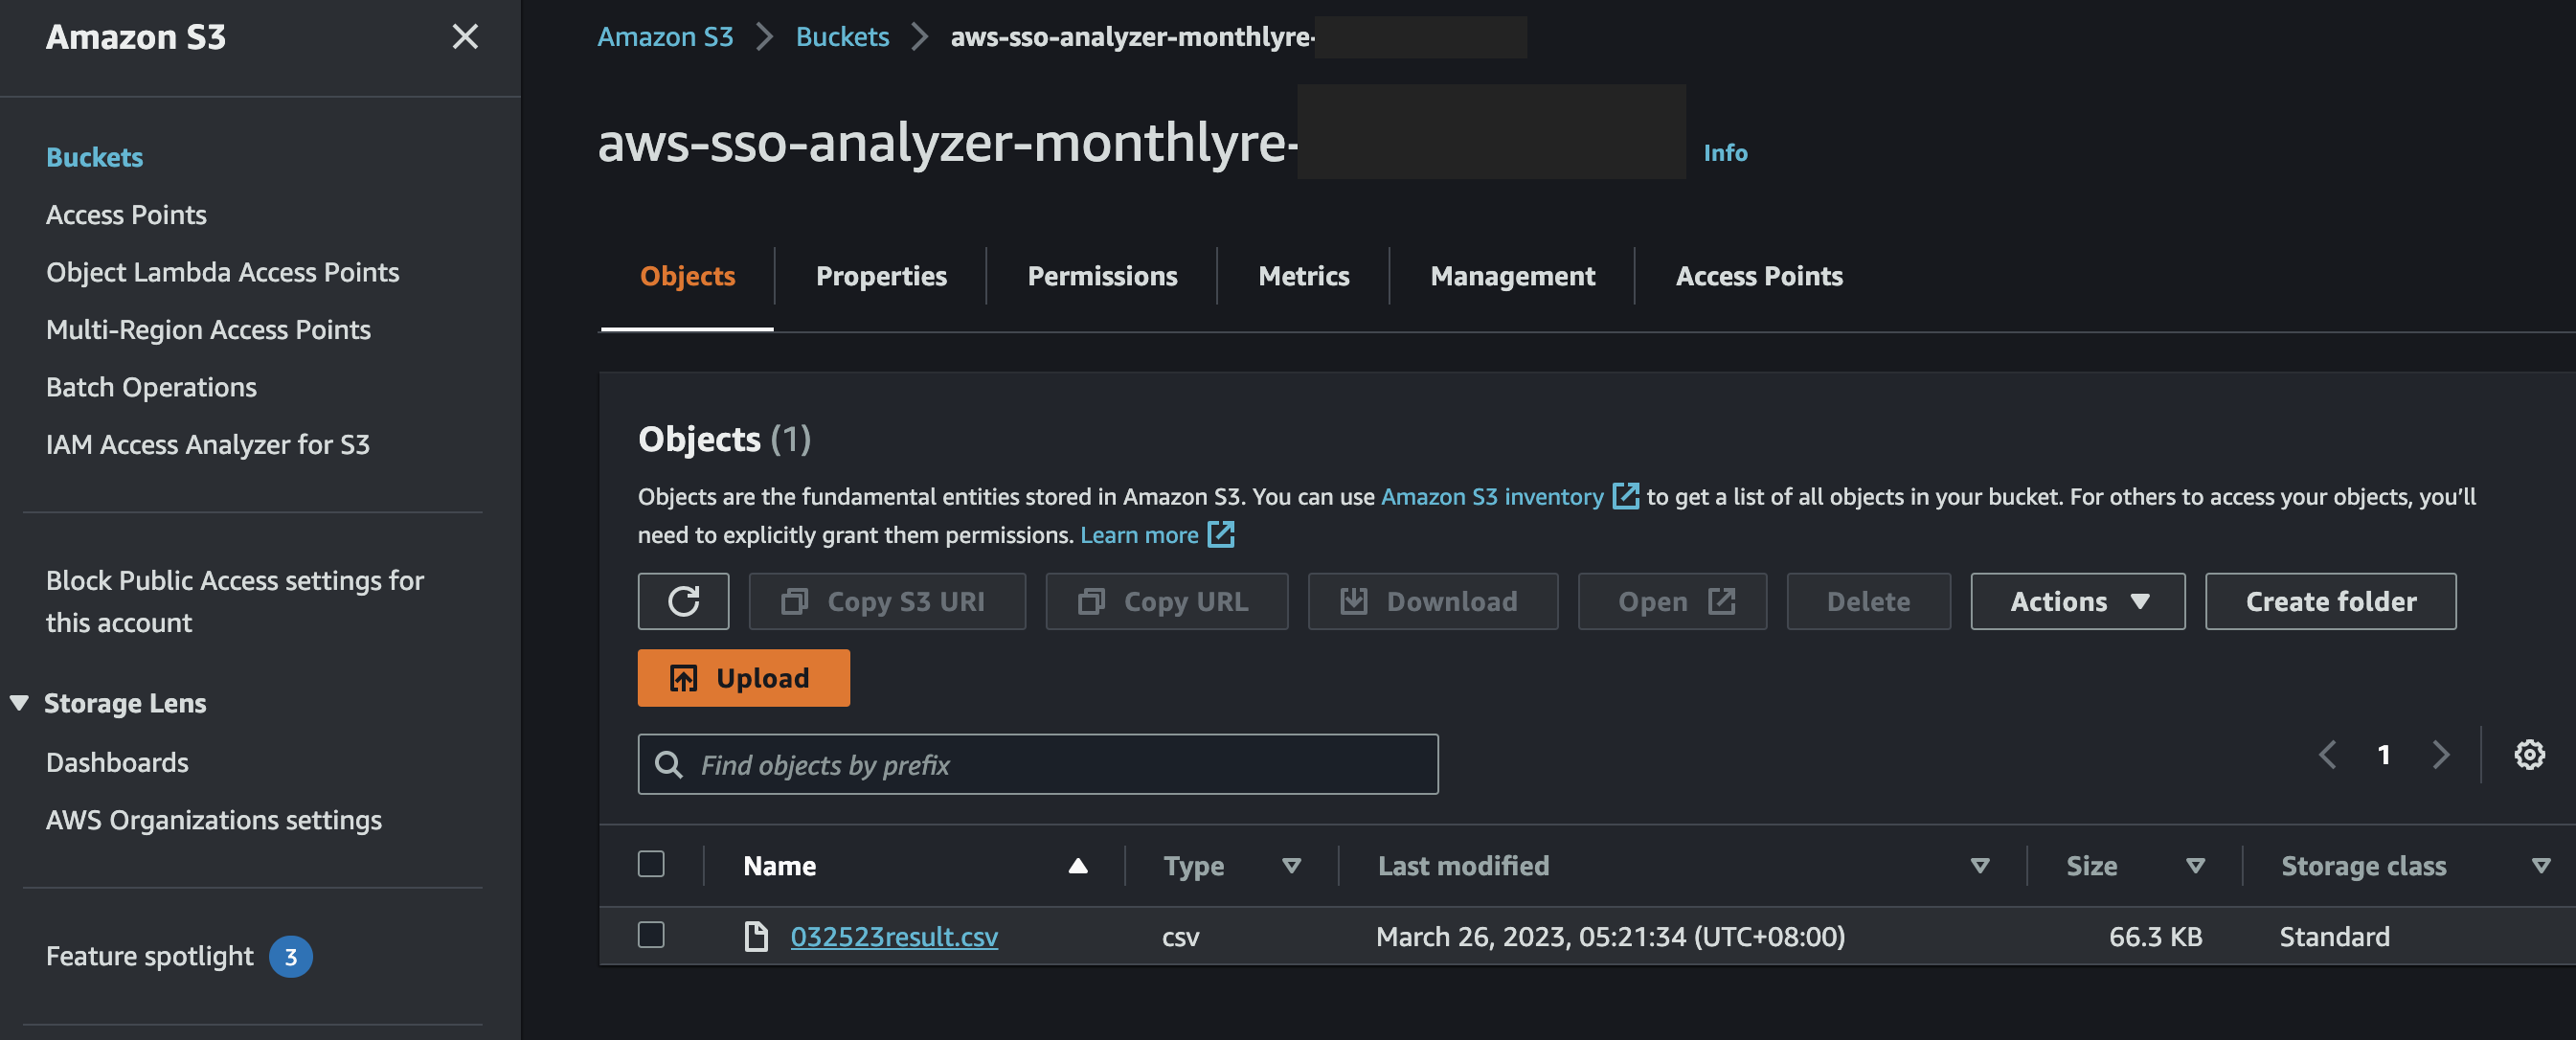 Amazon S3
Buckets
Access Points
Object Lambda Access Points
Multi-Region Access Points
Batch Operations
IAM Access Analyzer for S3
Block Public Access settings for
this account
Storage Lens
Dashboards
AWS Organizations settings
Feature spotlight 3
Amazon S3 Buckets aws-sso-analyzer-monthlyre-
aws-sso-analyzer-monthlyre- Info
Objects Properties Permissions Metrics Management Access Points
Objects (1)
Objects are the fundamental entities stored in Amazon S3. You can use Amazon S3 inventory to get a list of all objects in your bucket. For others to access your objects, you'll
need to explicitly grant them permissions. Learn more
Copy S3 URI Copy URL Download Open Delete Actions Create folder
Upload
Find objects by prefix 1
Name Type Last modified Size Storage class
032523result.csv csv March 26, 2023, 05:21:34 (UTC+08:00) 66.3 KB Standard